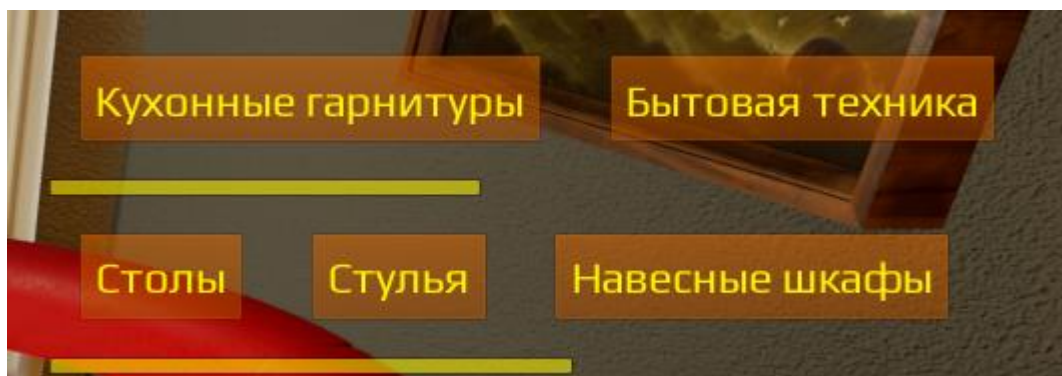 Кухонные гарнитуры Бытовая техника
Столы Стулья Навесные шкафы